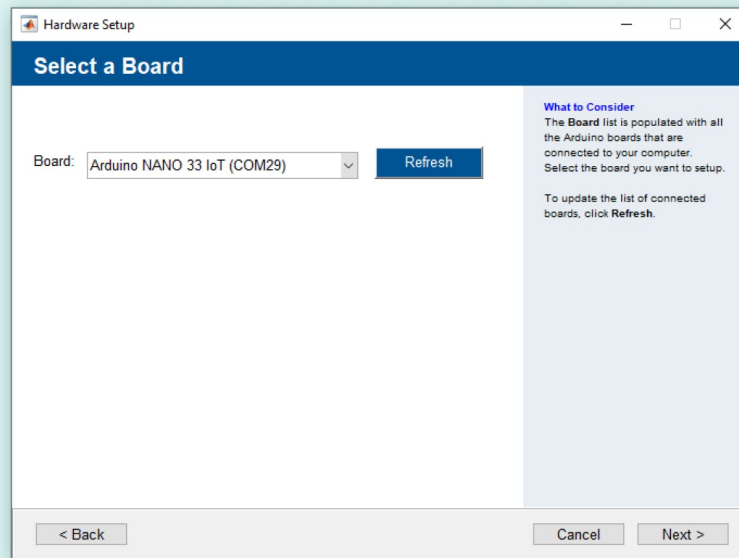 Hardware Setup
Select a Board
Board:
Arduino NANO 33 IoT (COM29)
Refresh
What to Consider
The Board list is populated with all
the Arduino boards that are
connected to your computer.
Select the board you want to setup.
To update the list of connected
boards, click Refresh.
< Back
Cancel
Next >